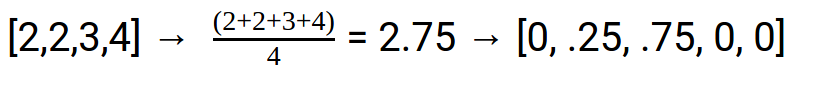 [2,2,3,4] → (2+2+3+4)/4 = 2.75 → [0, .25, .75, 0, 0]